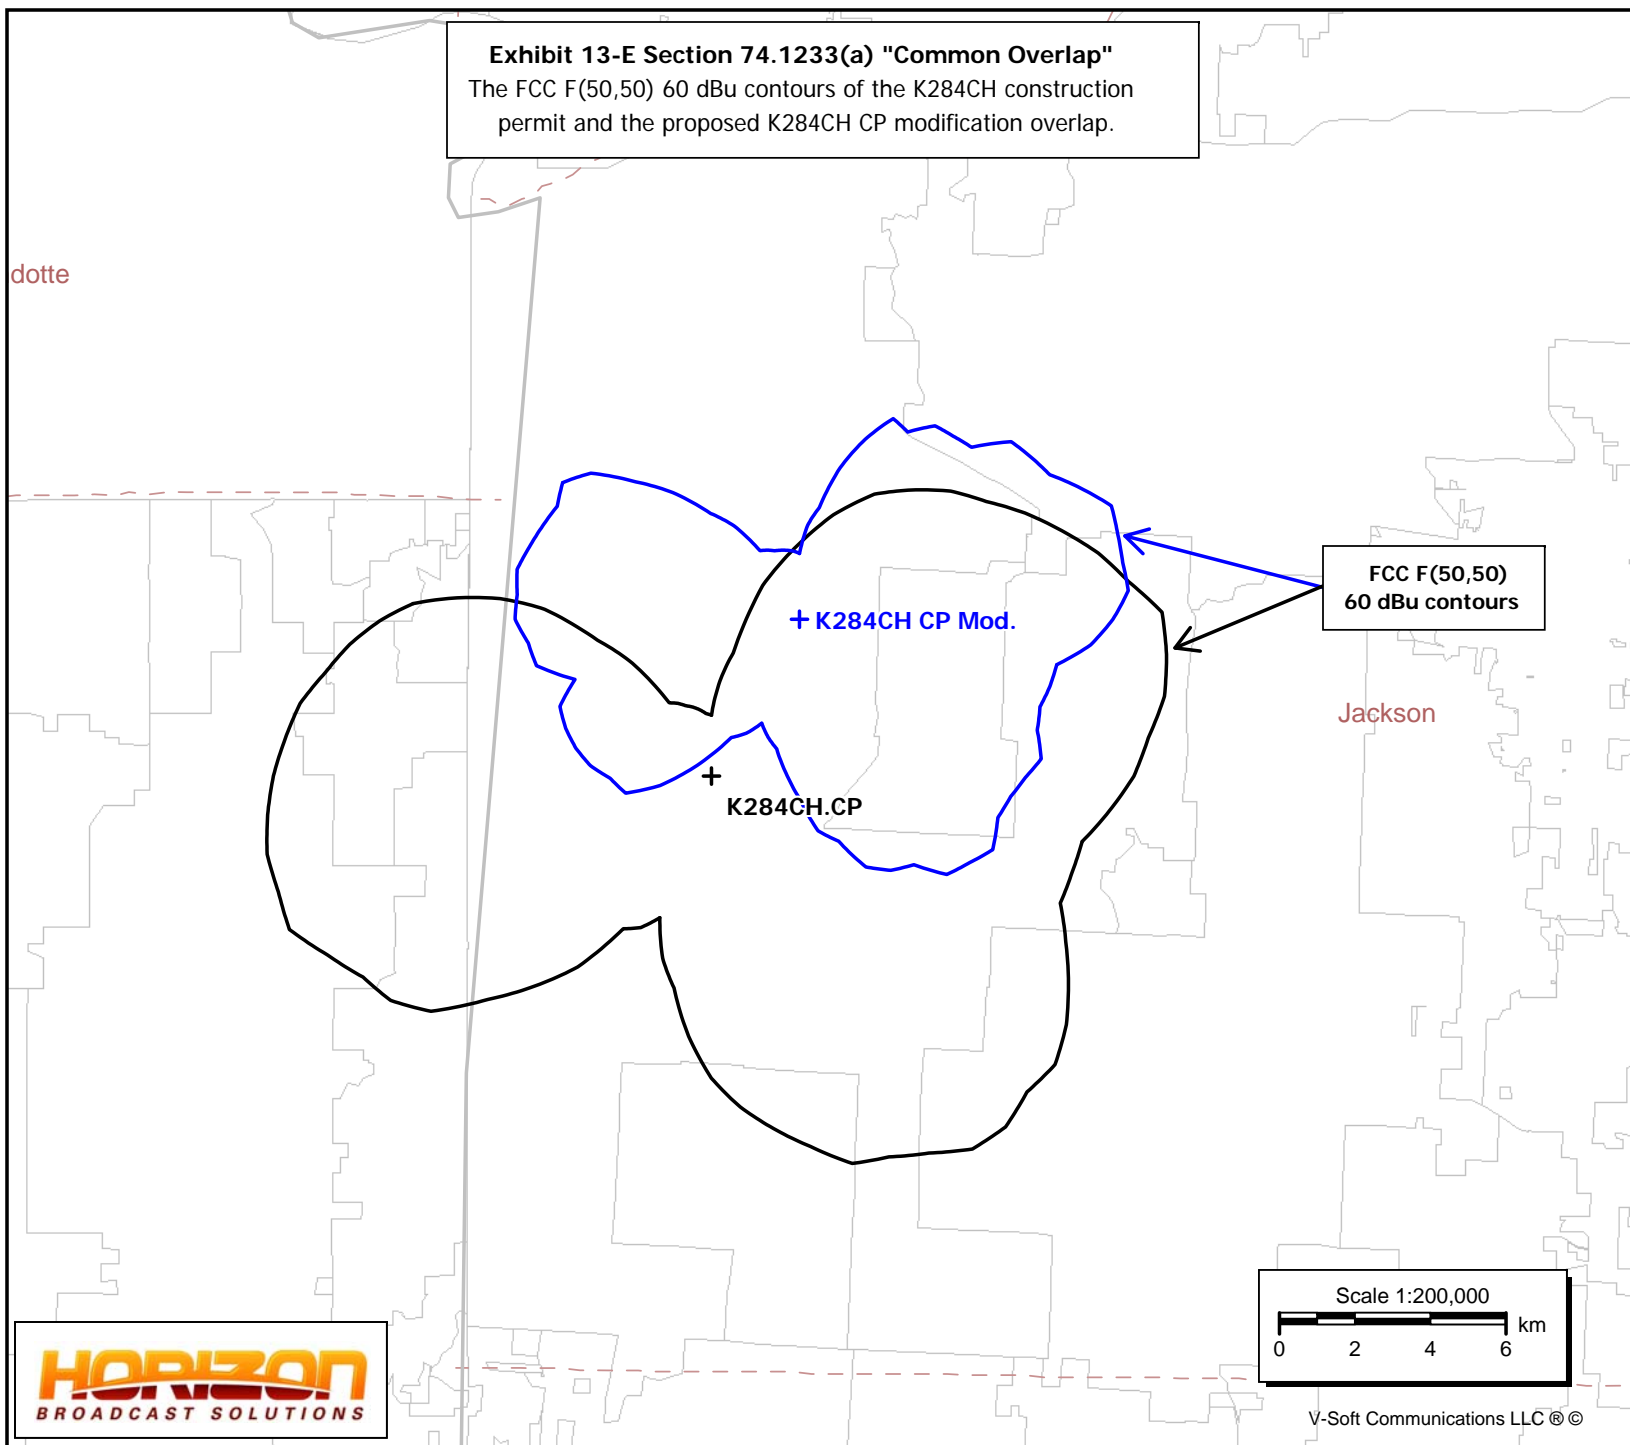 Exhibit 13-E Section 74.1233(a) "Common Overlap"
The FCC F(50,50) 60 dBu contours of the K284CH construction
permit and the proposed K284CH CP modification overlap.
dotte
FCC F(50,50)
60 dBu contours
K284CH CP Mod.
Jackson
K284CH.CP
Scale 1:200,000
km
0 2 4 6
HORIZON
BROADCAST SOLUTIONS
V-Soft Communications LLC ® ©